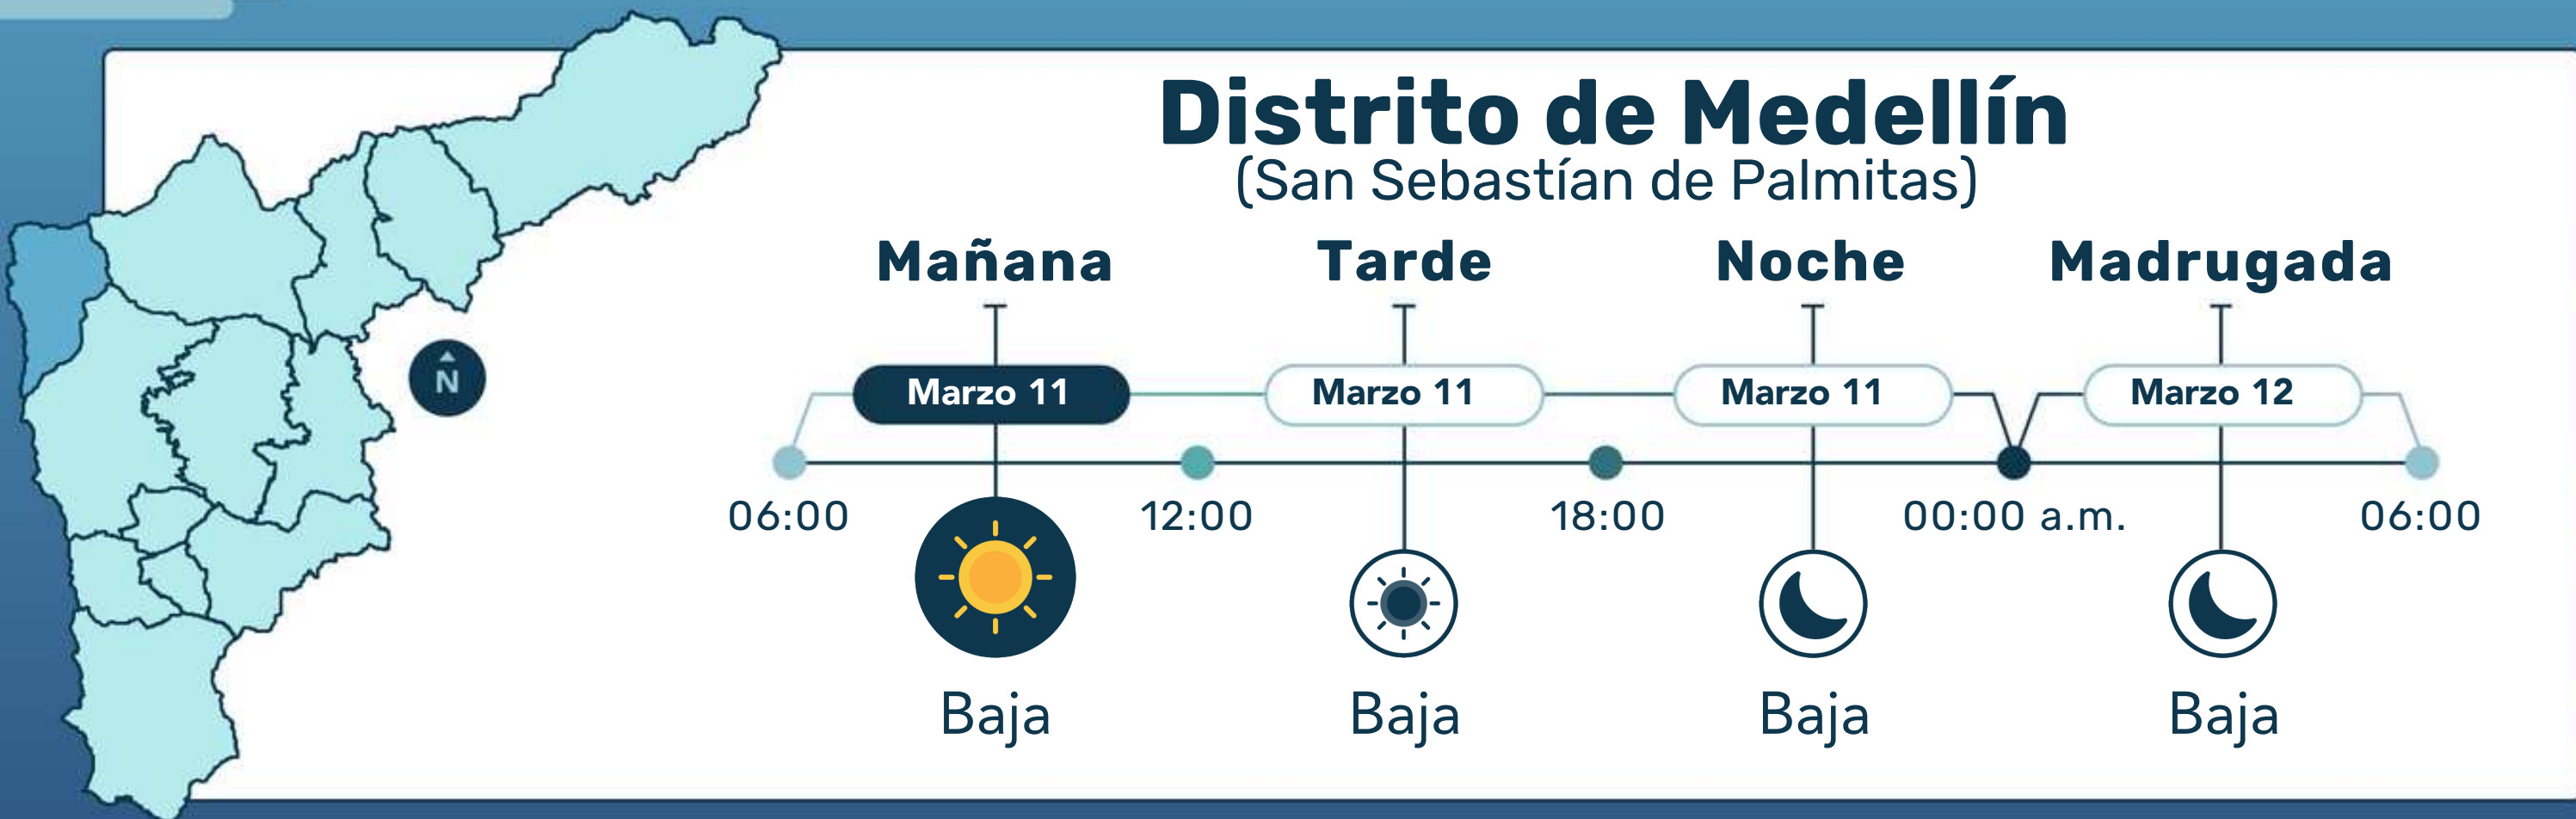 Distrito de Medellín
(San Sebastían de Palmitas)
Mañana Tarde Noche Madrugada
N
Marzo 11 Marzo 11 Marzo 11 Marzo 12
06:00 12:00 18:00 00:00 a.m. 06:00
Baja Baja Baja Baja